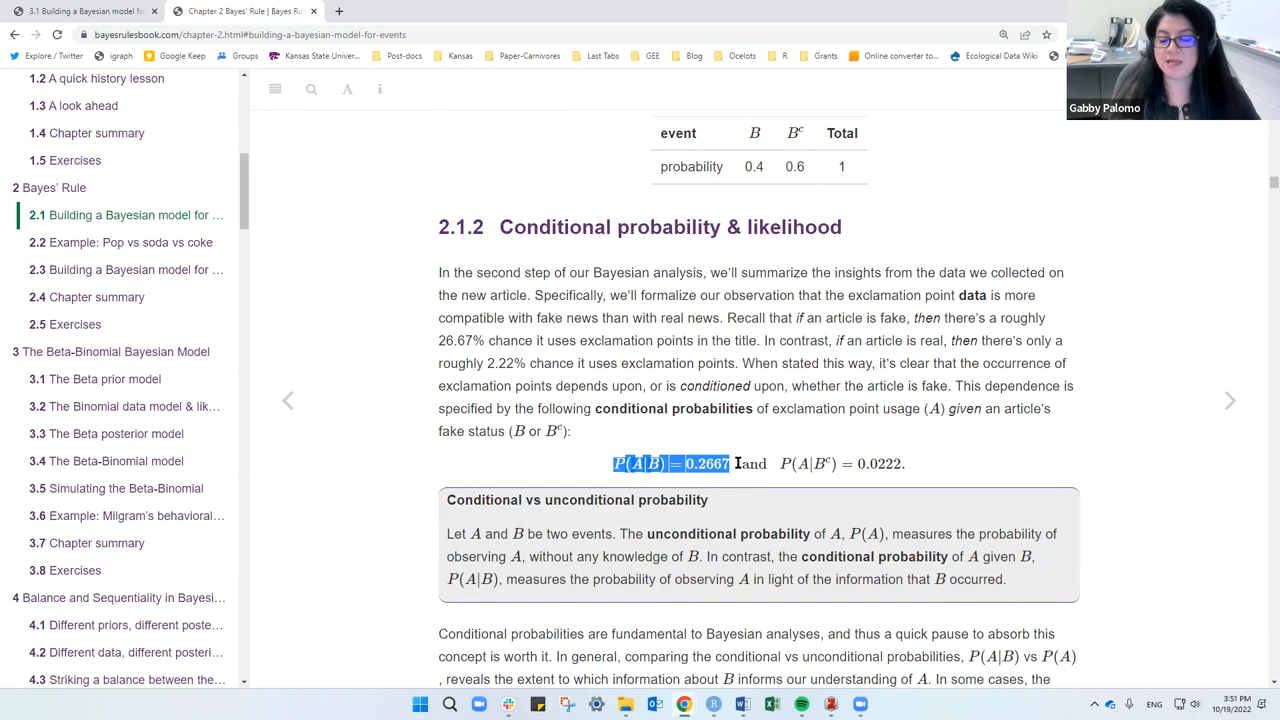 3.1 Building a Bayesian model fo
Chapter 2 Bayes' Rule | Bayes Ru
bayesrulesbook.com/chapter-2.html#building-a-bayesian-model-for-events
Explore / Twitter
igraph
Google Keep
Grupo:
Kansas State Univer...
Post-docs
Kansas
Paper-Carnivores
Last Tabs
GEE
Blog
Ocelots
R
Grants
Online converter to...
Ecological Data Wiki
Gabby Palomo
1.2 A quick history lesson
1.3 A look ahead
1.4 Chapter summary
1.5 Exercises
2 Bayes' Rule
2.1 Building a Bayesian model for ...
2.2 Example: Pop vs soda vs coke
2.3 Building a Bayesian model for ...
2.4 Chapter summary
2.5 Exercises
3 The Beta-Binomial Bayesian Model
3.1 The Beta prior model
3.2 The Binomial data model & lik...
3.3 The Beta posterior model
3.4 The Beta-Binomial model
3.5 Simulating the Beta-Binomial
3.6 Example: Milgram's behavioral...
3.7 Chapter summary
3.8 Exercises
4 Balance and Sequentiality in Bayesi...
4.1 Different priors, different poste...
4.2 Different data, different posteri...
4.3 Striking a balance between the...
event B Bᶜ Total
probability 0.4 0.6 1
2.1.2 Conditional probability & likelihood
In the second step of our Bayesian analysis, we'll summarize the insights from the data we collected on
the new article. Specifically, we'll formalize our observation that the exclamation point data is more
compatible with fake news than with real news. Recall that if an article is fake, then there's a roughly
26.67% chance it uses exclamation points in the title. In contrast, if an article is real, then there's only a
roughly 2.22% chance it uses exclamation points. When stated this way, it's clear that the occurrence of
exclamation points depends upon, or is conditioned upon, whether the article is fake. This dependence is
specified by the following conditional probabilities of exclamation point usage (A) given an article's
fake status (B or Bᶜ):
P(A|B) = 0.2667 and P(A|Bᶜ) = 0.0222.
Conditional vs unconditional probability
Let A and B be two events. The unconditional probability of A, P(A), measures the probability of
observing A, without any knowledge of B. In contrast, the conditional probability of A given B,
P(A|B), measures the probability of observing A in light of the information that B occurred.
Conditional probabilities are fundamental to Bayesian analyses, and thus a quick pause to absorb this
concept is worth it. In general, comparing the conditional vs unconditional probabilities, P(A|B) vs P(A)
, reveals the extent to which information about B informs our understanding of A. In some cases, the
ENG
3:51 PM
10/19/2022